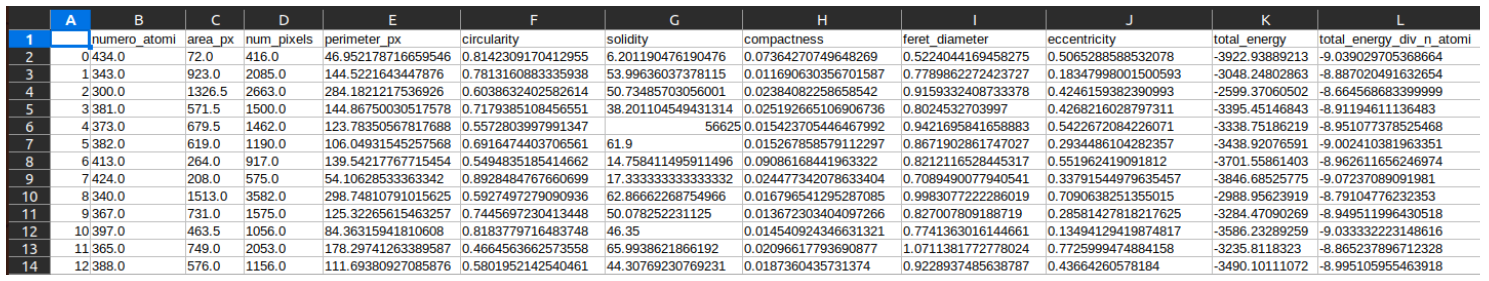 A B C D E F G H I J K L
1 numero_atomi area_px num_pixels perimeter_px circularity solidity compactness feret_diameter eccentricity total_energy total_energy_div_n_atomi
2 0 434.0 72.0 416.0 46.952178716659546 0.8142309170412955 6.201190476190476 0.07364270749648269 0.5224044169458275 0.5065288588532078 -3922.93889213 -9.039029705368664
3 1 343.0 923.0 2085.0 144.5221643447876 0.7813160883335938 53.99636037378115 0.011690630356701587 0.7789862272423727 0.18347998001500593 -3048.24802863 -8.887020491632654
4 2 300.0 1326.5 2663.0 284.1821217536926 0.6038632402582614 50.73485703056001 0.02384082258658542 0.9159332408733378 0.4246159382390993 -2599.37060502 -8.664568683399999
5 3 381.0 571.5 1500.0 144.86750030517578 0.7179385108456551 38.201104549431314 0.025192665106906736 0.8024532703997 0.4268216028797311 -3395.45146843 -8.91194611136483
6 4 373.0 679.5 1462.0 123.78350567817688 0.5572803997991347 56625 0.015423705446467992 0.9421695841658883 0.5422672084226071 -3338.75186219 -8.951077378525468
7 5 382.0 619.0 1190.0 106.04931545257568 0.6916474403706561 61.9 0.015267858579112297 0.8671902861747027 0.2934486104282357 -3438.92076591 -9.002410381963351
8 6 413.0 264.0 917.0 139.54217767715454 0.5494835185414662 14.758411495911496 0.09086168441963322 0.8212116528445317 0.551962419091812 -3701.55861403 -8.962611656246974
9 7 424.0 208.0 575.0 54.10628533363342 0.8928484767660699 17.333333333333332 0.024477342078633404 0.7089490077940541 0.33791544979635457 -3846.68525775 -9.07237089091981
10 8 340.0 1513.0 3582.0 298.74810791015625 0.5927497279090936 62.86662268754966 0.016796541295287085 0.9983077222286019 0.7090638251355015 -2988.95623919 -8.79104776232353
11 9 367.0 731.0 1575.0 125.32265615463257 0.7445697230413448 50.078252231125 0.013672303404097266 0.827007809188719 0.28581427818217625 -3284.47090269 -8.949511996430518
12 10 397.0 463.5 1056.0 84.36315941810608 0.8183779716483748 46.35 0.014540924346631321 0.7741363016144661 0.13494129419874817 -3586.23289259 -9.033332223148616
13 11 365.0 749.0 2053.0 178.29741263389587 0.4664563662573558 65.9938621866192 0.02096617793690877 1.0711381772778024 0.7725999474884158 -3235.8118323 -8.865237896712328
14 12 388.0 576.0 1156.0 111.69380927085876 0.5801952142540461 44.30769230769231 0.0187360435731374 0.9228937485638787 0.43664260578184 -3490.10111072 -8.995105955463918